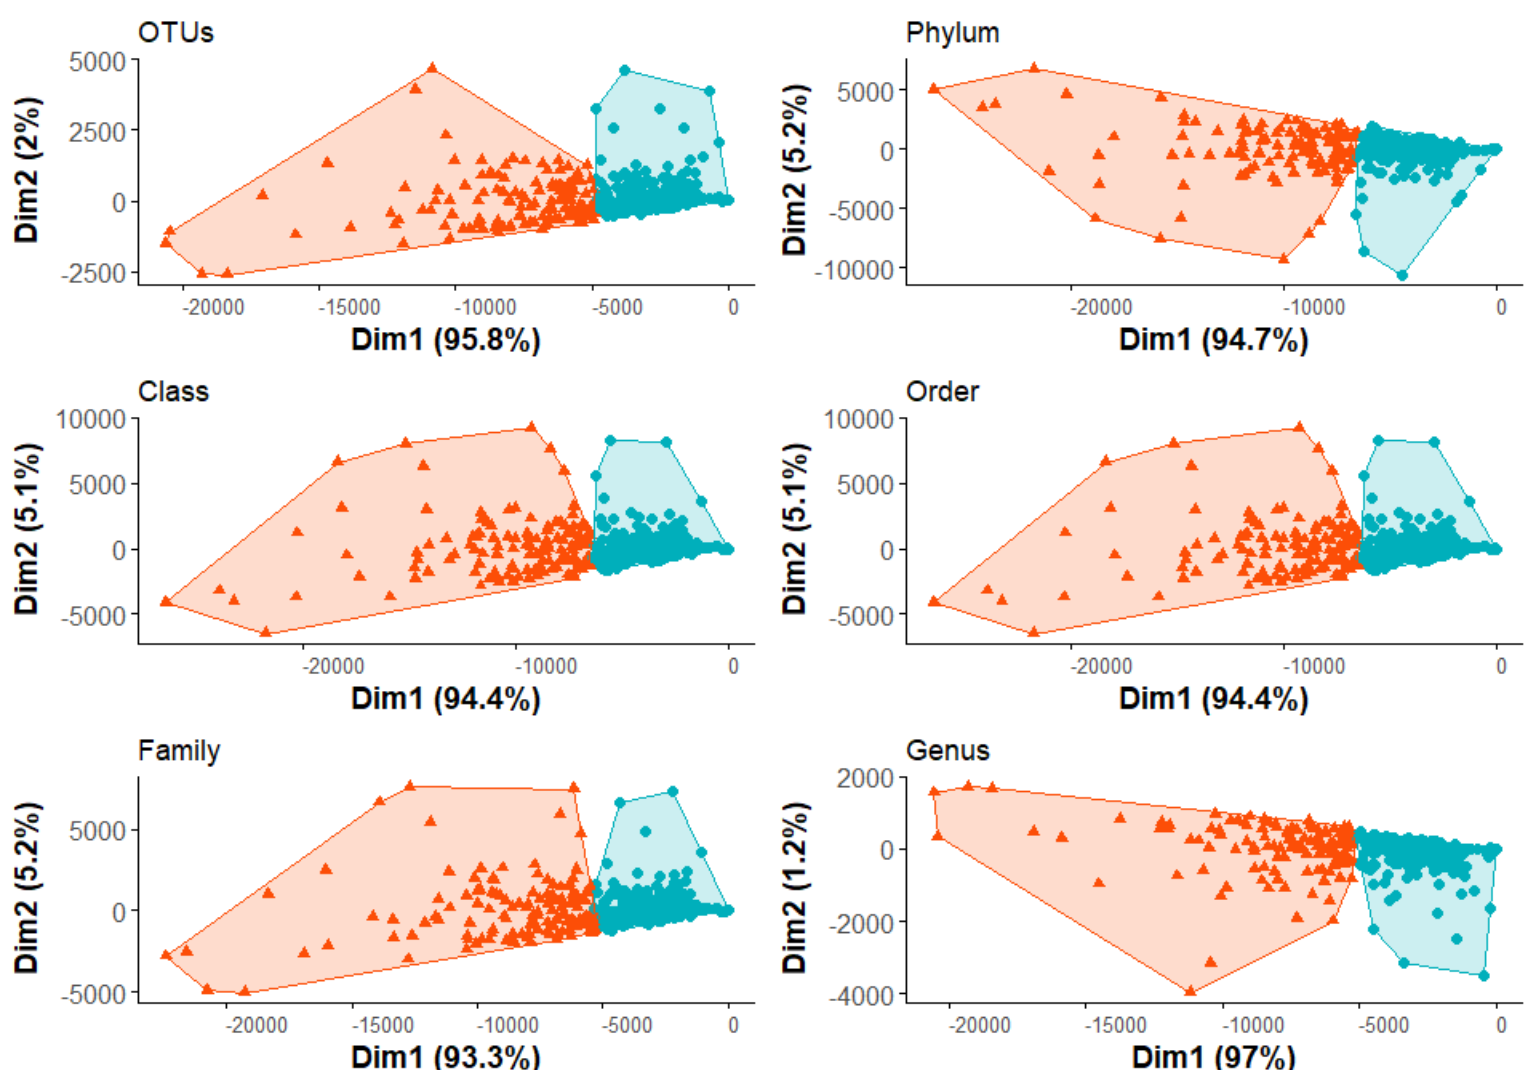 OTUs
Dim2 (2%)
5000
2500
0
-2500
-20000 -15000 -10000 -5000 0
Dim1 (95.8%)
Phylum
Dim2 (5.2%)
5000
0
-5000
-10000
-20000 -10000 0
Dim1 (94.7%)
Class
Dim2 (5.1%)
10000
5000
0
-5000
-20000 -10000 0
Dim1 (94.4%)
Order
Dim2 (5.1%)
10000
5000
0
-5000
-20000 -10000 0
Dim1 (94.4%)
Family
Dim2 (5.2%)
5000
0
-5000
-20000 -15000 -10000 -5000 0
Dim1 (93.3%)
Genus
Dim2 (1.2%)
2000
0
-2000
-4000
-20000 -15000 -10000 -5000 0
Dim1 (97%)